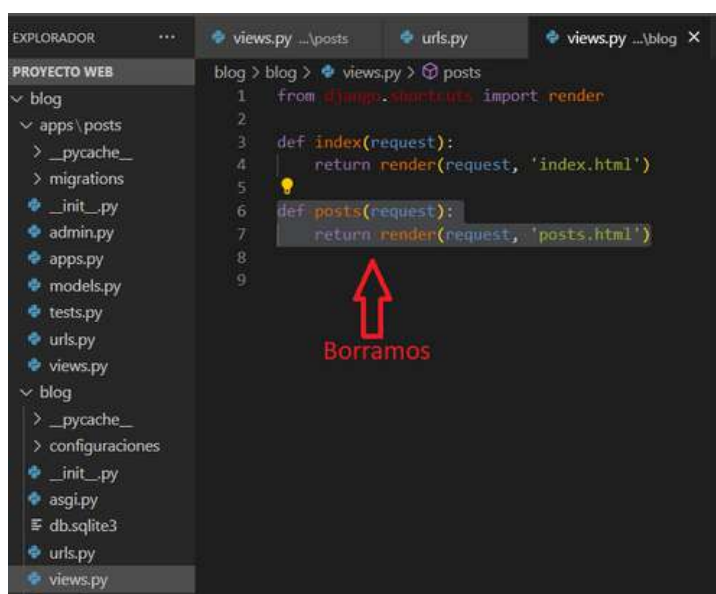 EXPLORADOR ...
PROYECTO WEB
blog
apps\posts
__pycache__
migrations
__init__.py
admin.py
apps.py
models.py
tests.py
urls.py
views.py
blog
__pycache__
configuraciones
__init__.py
asgi.py
db.sqlite3
urls.py
views.py
views.py ...\posts
urls.py
views.py ...\blog ×
blog > blog > views.py > posts
1 from django.shortcuts import render
2
3 def index(request):
4 return render(request, 'index.html')
5
6 def posts(request):
7 return render(request, 'posts.html')
8
9
Borramos